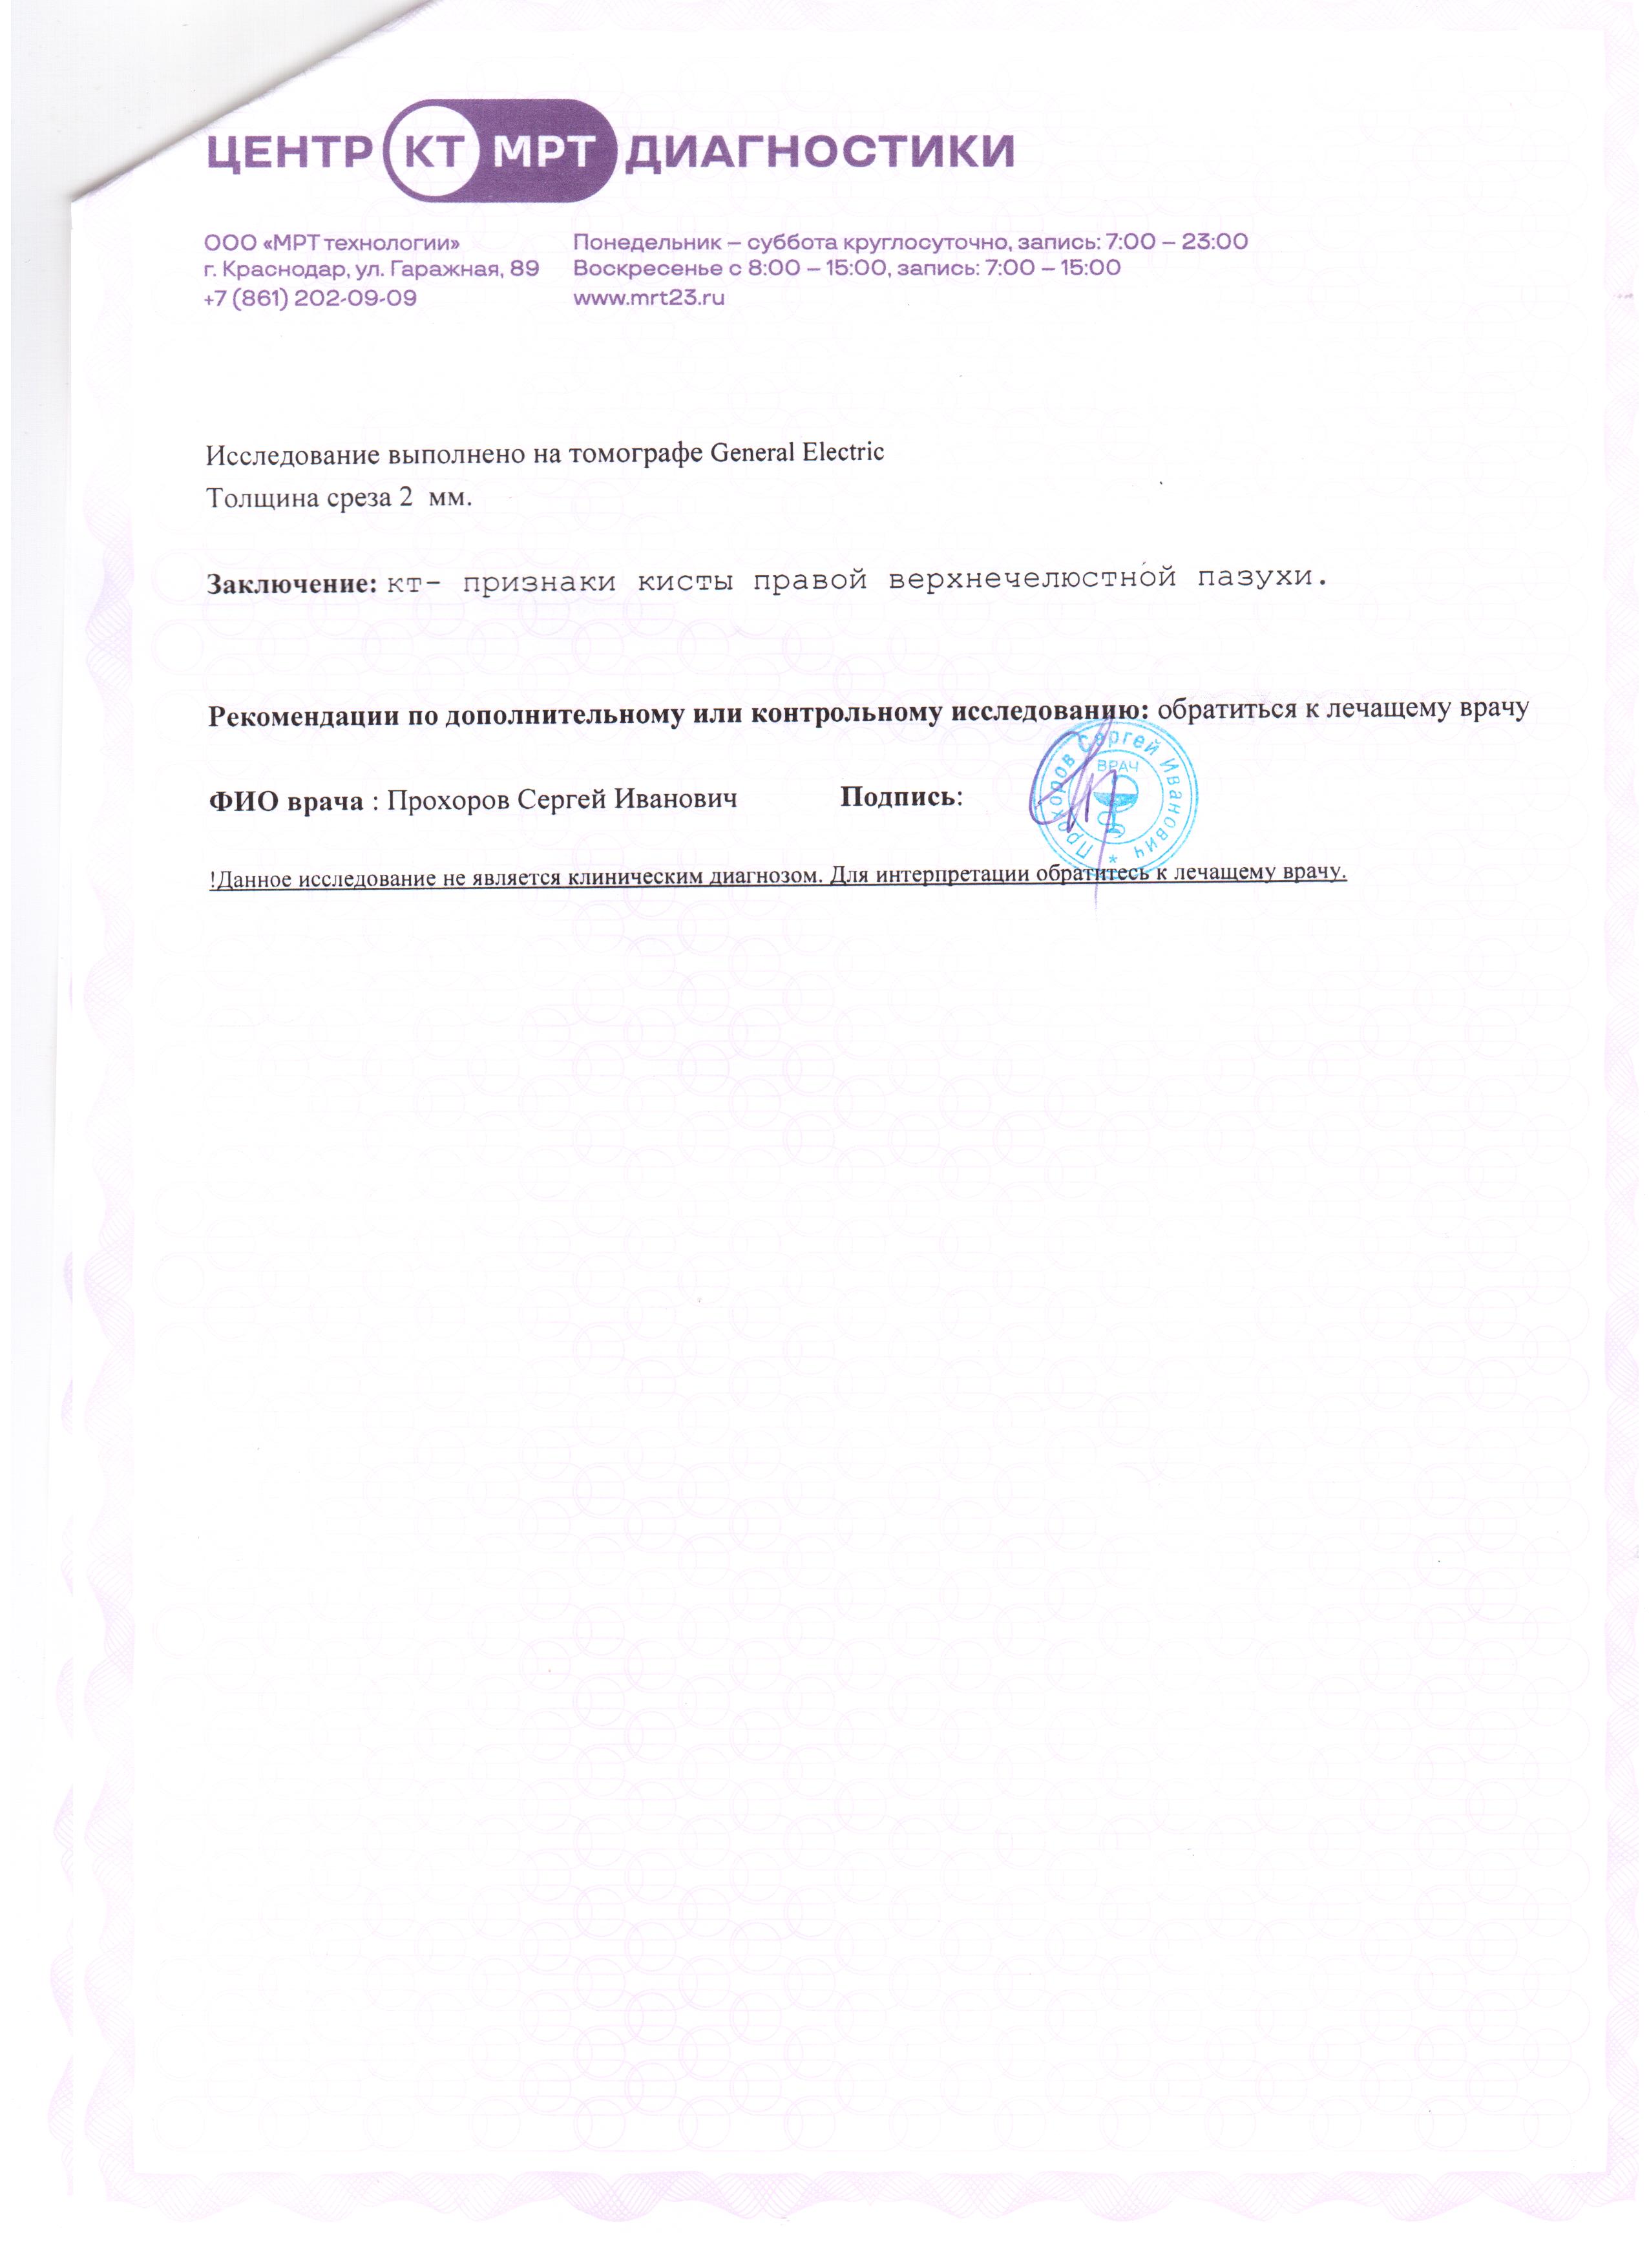 ЦЕНТР КТ МРТ ДИАГНОСТИКИ
ООО «МРТ технологии»
г. Краснодар, ул. Гаражная, 89
+7 (861) 202-09-09
Понедельник – суббота круглосуточно, запись: 7:00 – 23:00
Воскресенье с 8:00 – 15:00, запись: 7:00 – 15:00
www.mrt23.ru
Исследование выполнено на томографе General Electric
Толщина среза 2 мм.
Заключение: кт- признаки кисты правой верхнечелюстной пазухи.
Рекомендации по дополнительному или контрольному исследованию: обратиться к лечащему врачу
ФИО врача : Прохоров Сергей Иванович Подпись:
Прохоров Сергей Иванович *
ВРАЧ
!Данное исследование не является клиническим диагнозом. Для интерпретации обратитесь к лечащему врачу.